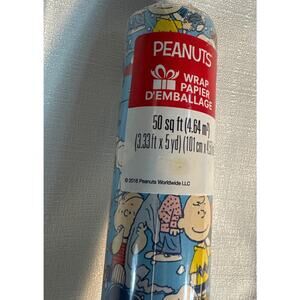 PEANUTS
WRAP
PAPIER
D'EMBALLAGE
50 sq ft (4.64 m²)
(3.33 ft x 5 yd) (101 cm x
© 2018 Peanuts Worldwide LLC